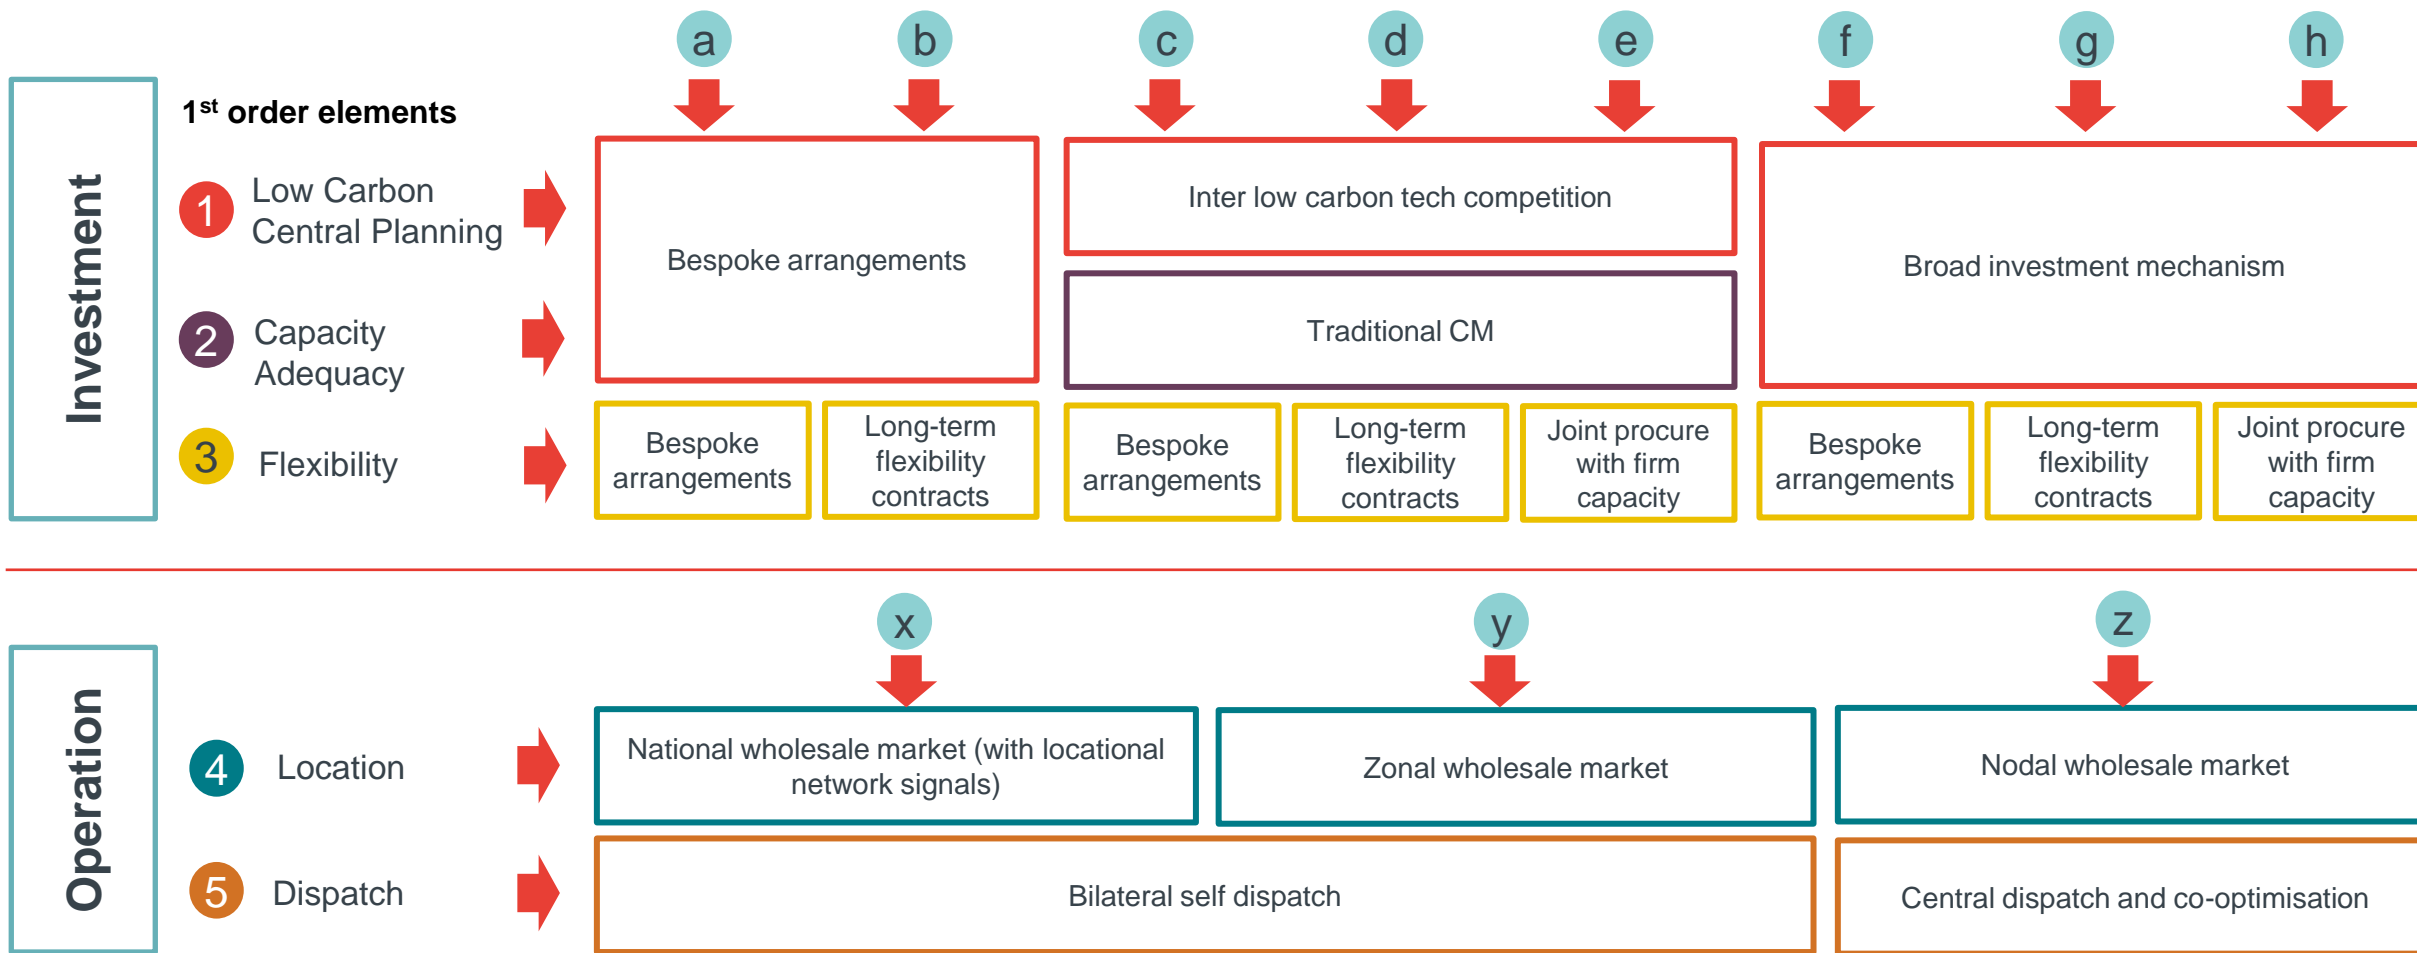 a
b
c
d
e
f
g
h
Investment
1st order elements
1
Low Carbon
Central Planning
2
Capacity
Adequacy
3
Flexibility
Bespoke arrangements
Inter low carbon tech competition
Traditional CM
Broad investment mechanism
Bespoke
arrangements
Long-term
flexibility
contracts
Bespoke
arrangements
Long-term
flexibility
contracts
Joint procure
with firm
capacity
Bespoke
arrangements
Long-term
flexibility
contracts
Joint procure
with firm
capacity
x
y
z
Operation
4
Location
National wholesale market (with locational
network signals)
Zonal wholesale market
Nodal wholesale market
5
Dispatch
Bilateral self dispatch
Central dispatch and co-optimisation